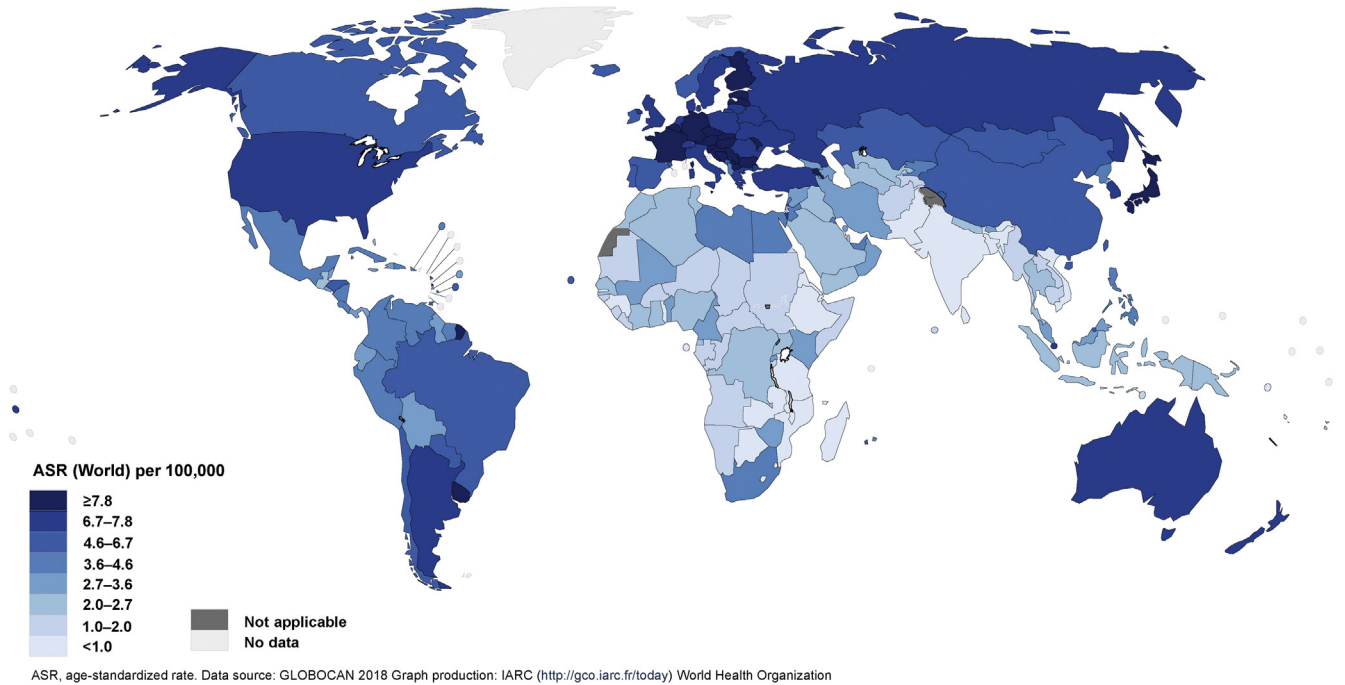 ASR (World) per 100,000
≥7.8
6.7–7.8
4.6–6.7
3.6–4.6
2.7–3.6
2.0–2.7
1.0–2.0
<1.0
Not applicable
No data
ASR, age-standardized rate. Data source: GLOBOCAN 2018 Graph production: IARC (http://gco.iarc.fr/today) World Health Organization